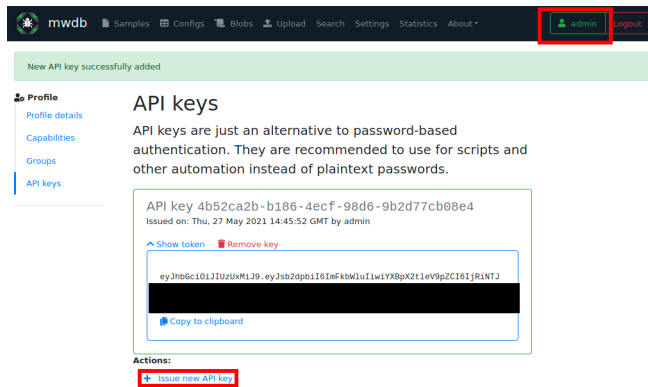 mwdb Samples Configs Blobs Upload Search Settings Statistics About admin Logout
New API key successfully added
Profile
Profile details
Capabilities
Groups
API keys
API keys
API keys are just an alternative to password-based
authentication. They are recommended to use for scripts and
other automation instead of plaintext passwords.
API key 4b52ca2b-b186-4ecf-98d6-9b2d77cb08e4
Issued on: Thu, 27 May 2021 14:45:52 GMT by admin
Show token Remove key
eyJhbGciOiJIUzUxMiJ9.eyJsb2dpbiI6ImFkbWluIiwiYXBpX2tleV9pZCI6IjRiNTJ
Copy to clipboard
Actions:
+ Issue new API key